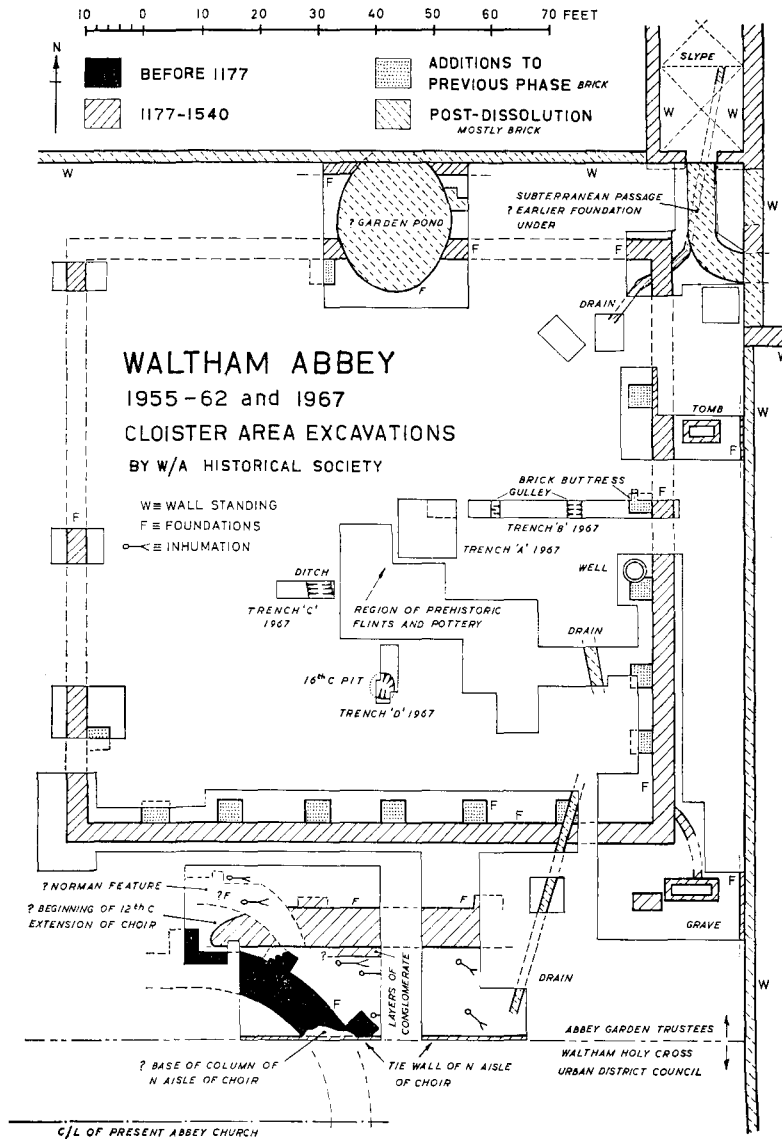 10 0 10 20 30 40 50 60 70 FEET
N
BEFORE 1177
1177-1540
ADDITIONS TO
PREVIOUS PHASE BRICK
POST-DISSOLUTION
MOSTLY BRICK
SLYPE
W
W
W
W
W
W
F
SUBTERRANEAN PASSAGE
? EARLIER FOUNDATION
UNDER
? GARDEN POND
F
F
F
DRAIN
W
WALTHAM ABBEY
1955-62 and 1967
CLOISTER AREA EXCAVATIONS
BY W/A HISTORICAL SOCIETY
W≡ WALL STANDING
F ≡ FOUNDATIONS
≡ INHUMATION
TOMB
W
F
BRICK BUTTRESS
GULLEY
F
F
TRENCH 'B' 1967
TRENCH 'A' 1967
WELL
DITCH
TRENCH 'C'
1967
REGION OF PREHISTORIC
FLINTS AND POTTERY
DRAIN
16th C PIT
TRENCH 'D' 1967
F
F
F
? NORMAN FEATURE
? F
F
? BEGINNING OF 12th C
EXTENSION OF CHOIR
F
GRAVE
?
F
LAYERS OF
CONGLOMERATE
DRAIN
W
ABBEY GARDEN TRUSTEES
WALTHAM HOLY CROSS
URBAN DISTRICT COUNCIL
? BASE OF COLUMN OF
N AISLE OF CHOIR
TIE WALL OF N AISLE
OF CHOIR
C/L OF PRESENT ABBEY CHURCH